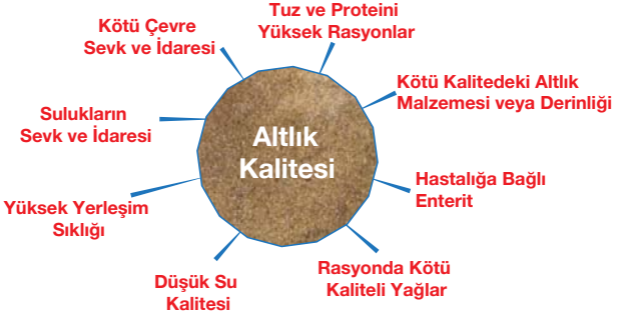 Tuz ve Proteini
Yüksek Rasyonlar
Kötü Çevre
Sevk ve İdaresi
Kötü Kalitedeki Altlık
Malzemesi veya Derinliği
Sulukların
Sevk ve İdaresi
Altlık
Kalitesi
Hastalığa Bağlı
Enterit
Yüksek Yerleşim
Sıklığı
Rasyonda Kötü
Kaliteli Yağlar
Düşük Su
Kalitesi